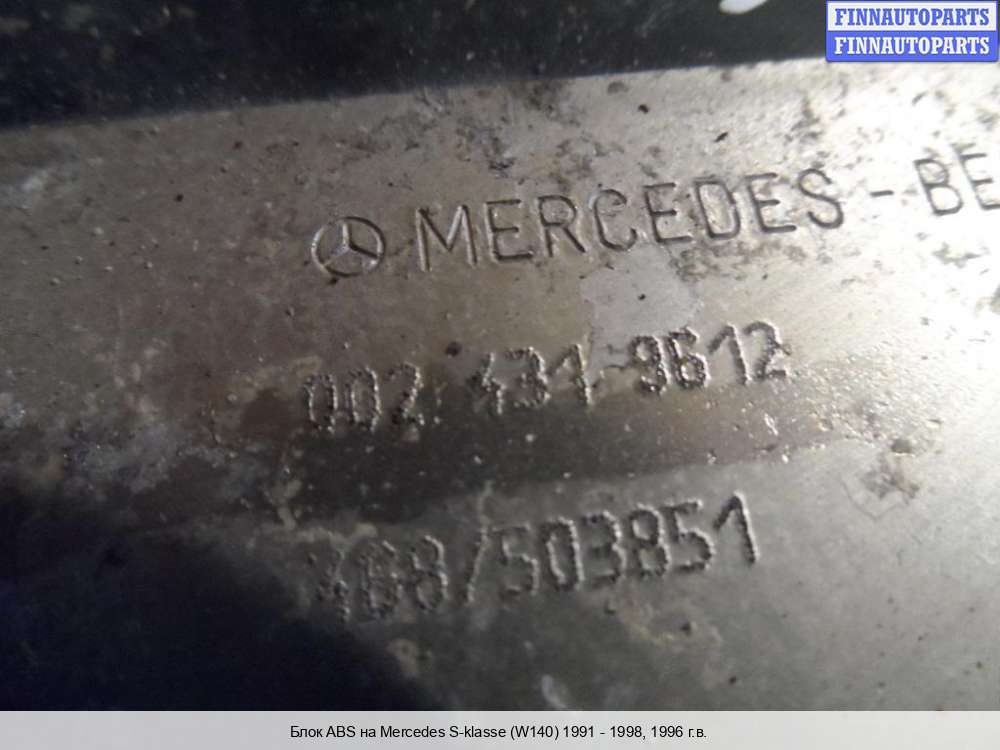 FINNAUTOPARTS
FINNAUTOPARTS
MERCEDES - BE
002 431 9612
/503851
Блок ABS на Mercedes S-klasse (W140) 1991 - 1998, 1996 г.в.